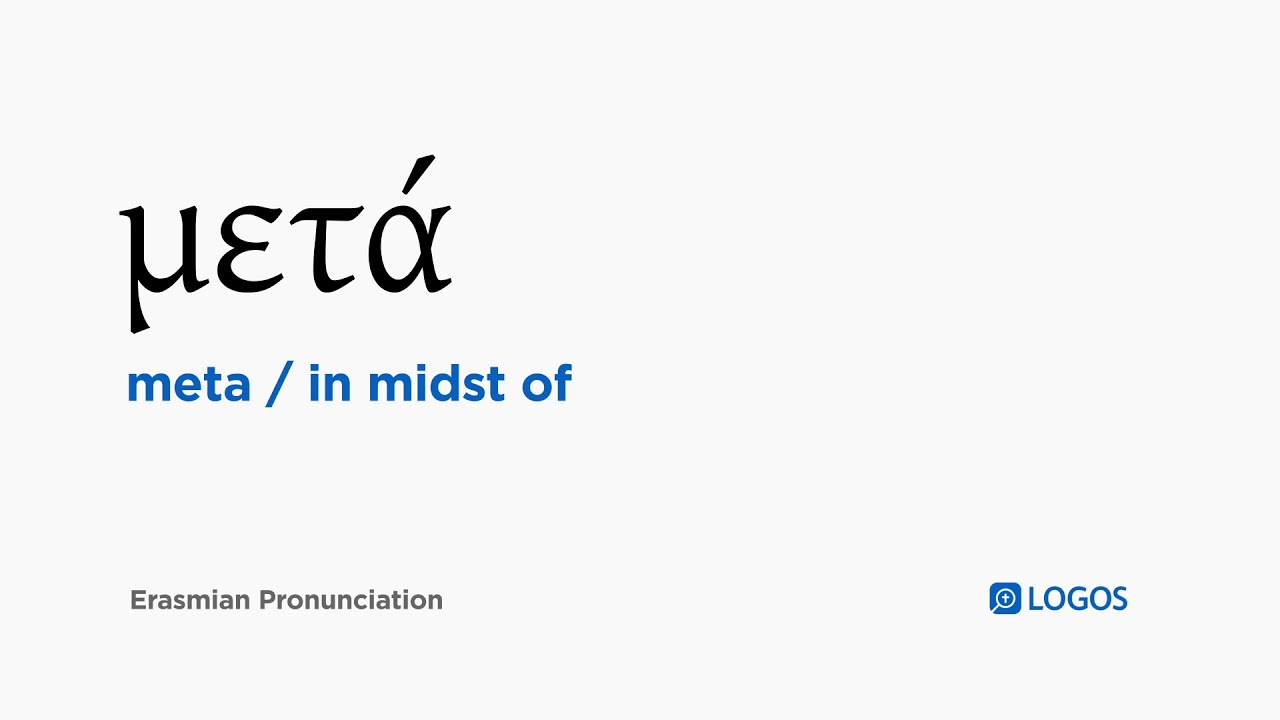 μετά
meta / in midst of
Erasmian Pronunciation
LOGOS